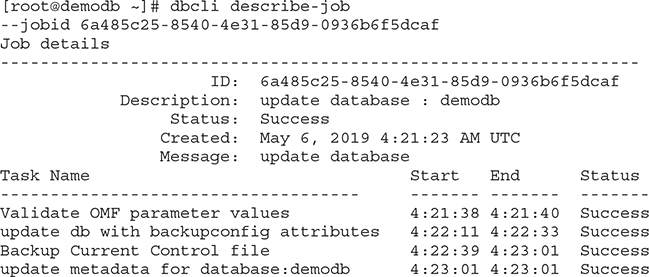 [root@demodb ~]# dbcli describe-job
--jobid 6a485c25-8540-4e31-85d9-0936b6f5dcaf
Job details
----------------------------------------------------------------
ID: 6a485c25-8540-4e31-85d9-0936b6f5dcaf
Description: update database : demodb
Status: Success
Created: May 6, 2019 4:21:23 AM UTC
Message: update database
Task Name Start End Status
----------------------------------- ------- ------- -------
Validate OMF parameter values 4:21:38 4:21:40 Success
update db with backupconfig attributes 4:22:11 4:22:33 Success
Backup Current Control file 4:22:39 4:23:01 Success
update metadata for database:demodb 4:23:01 4:23:01 Success